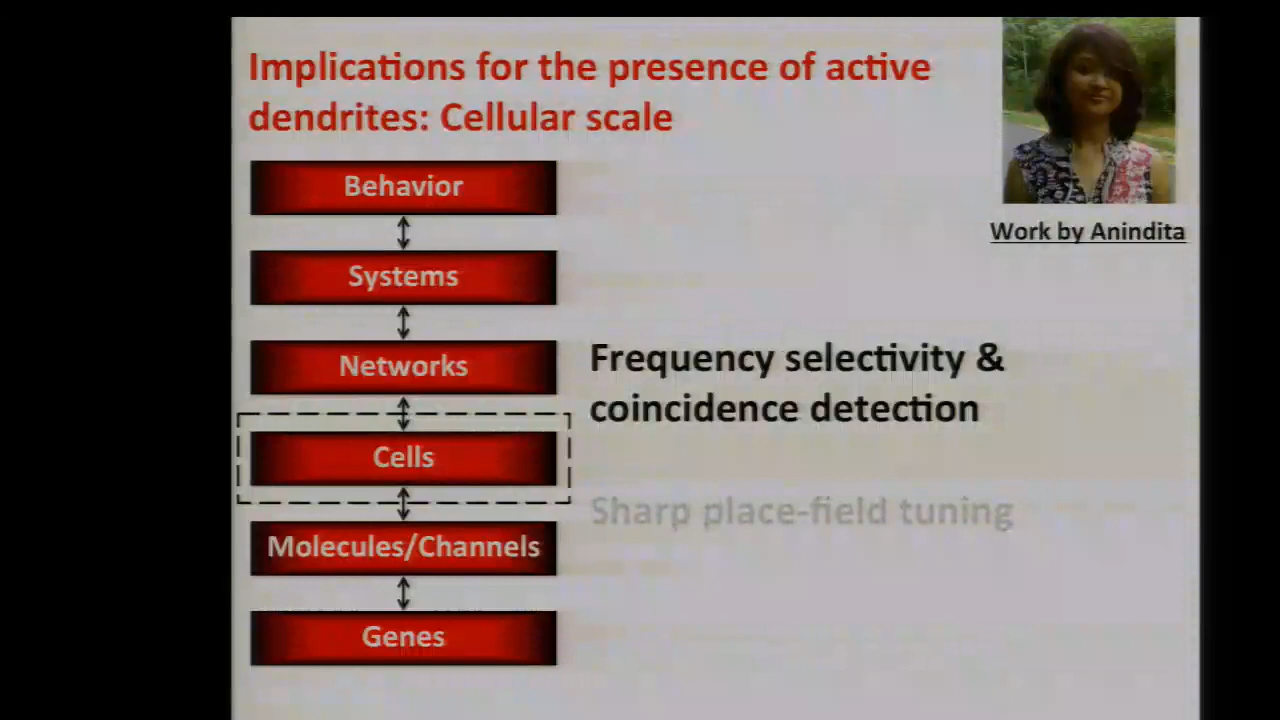 Implications for the presence of active
dendrites: Cellular scale
Work by Anindita
Behavior
Systems
Networks
Frequency selectivity &
coincidence detection
Cells
Sharp place-field tuning
Molecules/Channels
Genes